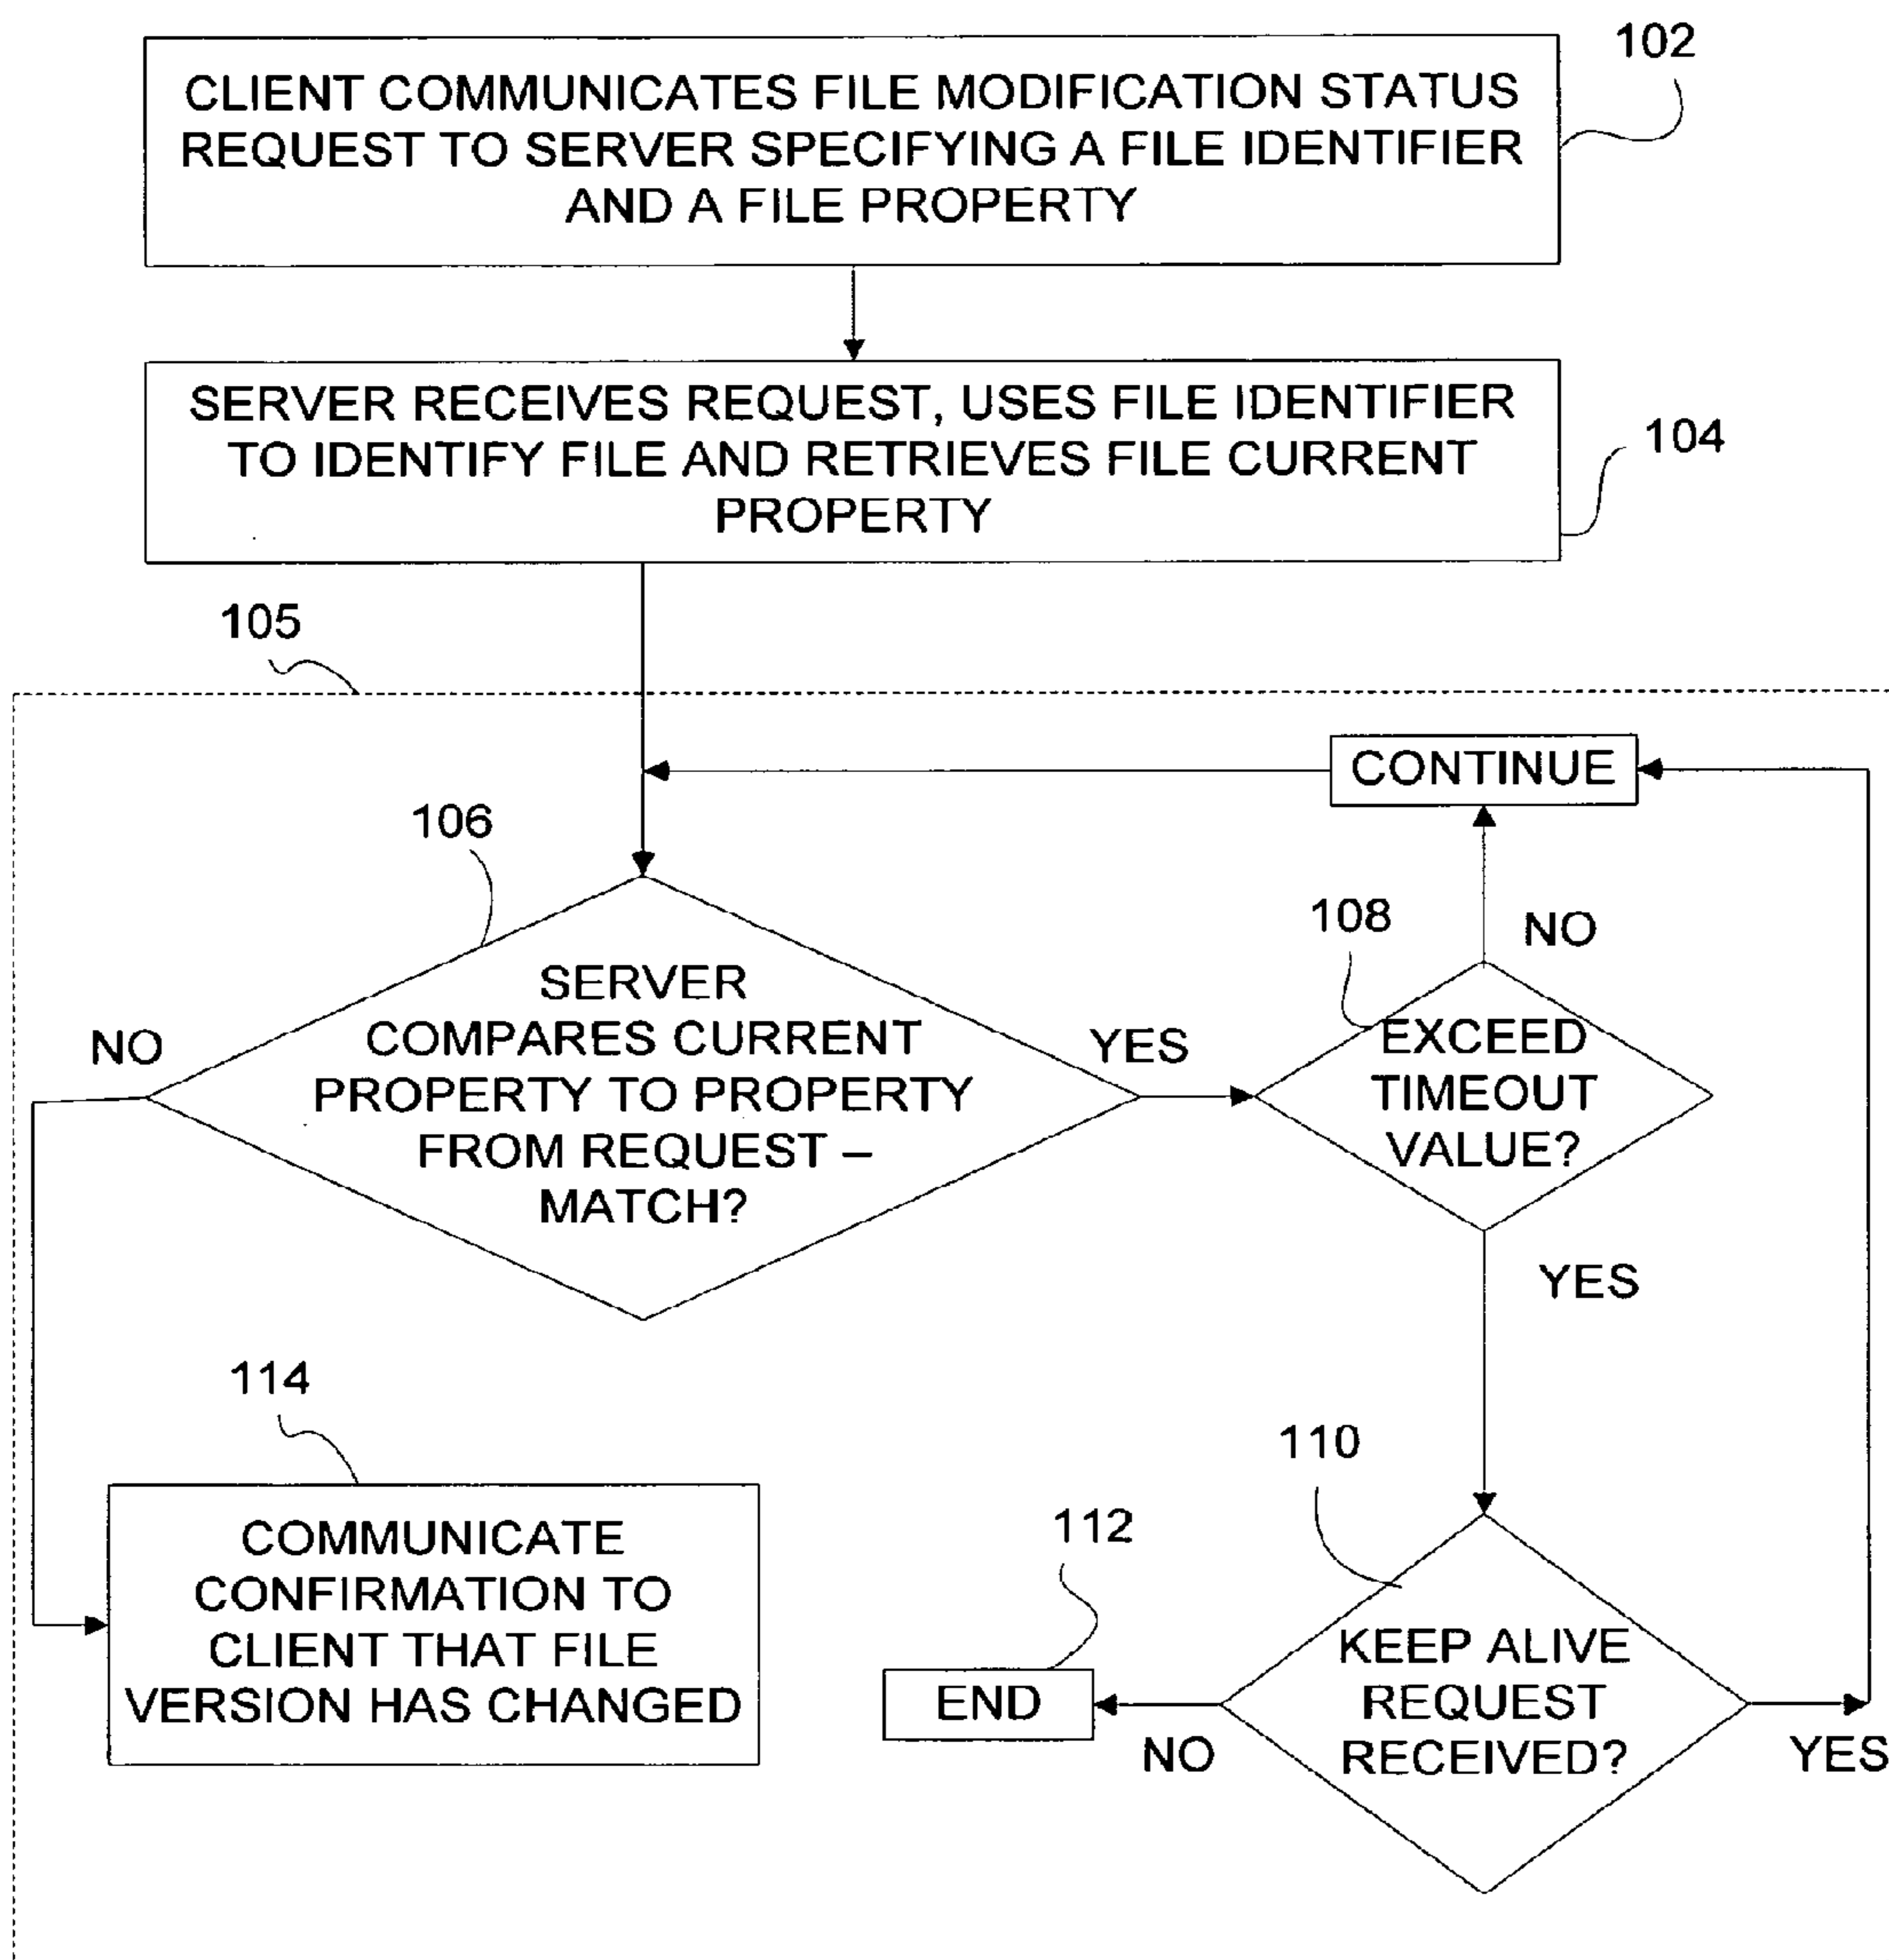 102
CLIENT COMMUNICATES FILE MODIFICATION STATUS
REQUEST TO SERVER SPECIFYING A FILE IDENTIFIER
AND A FILE PROPERTY
SERVER RECEIVES REQUEST, USES FILE IDENTIFIER
TO IDENTIFY FILE AND RETRIEVES FILE CURRENT
PROPERTY
104
105
CONTINUE
106
108
NO
SERVER
COMPARES CURRENT
PROPERTY TO PROPERTY
FROM REQUEST –
MATCH?
NO
YES
EXCEED
TIMEOUT
VALUE?
YES
114
110
112
COMMUNICATE
CONFIRMATION TO
CLIENT THAT FILE
VERSION HAS CHANGED
END
NO
KEEP ALIVE
REQUEST
RECEIVED?
YES